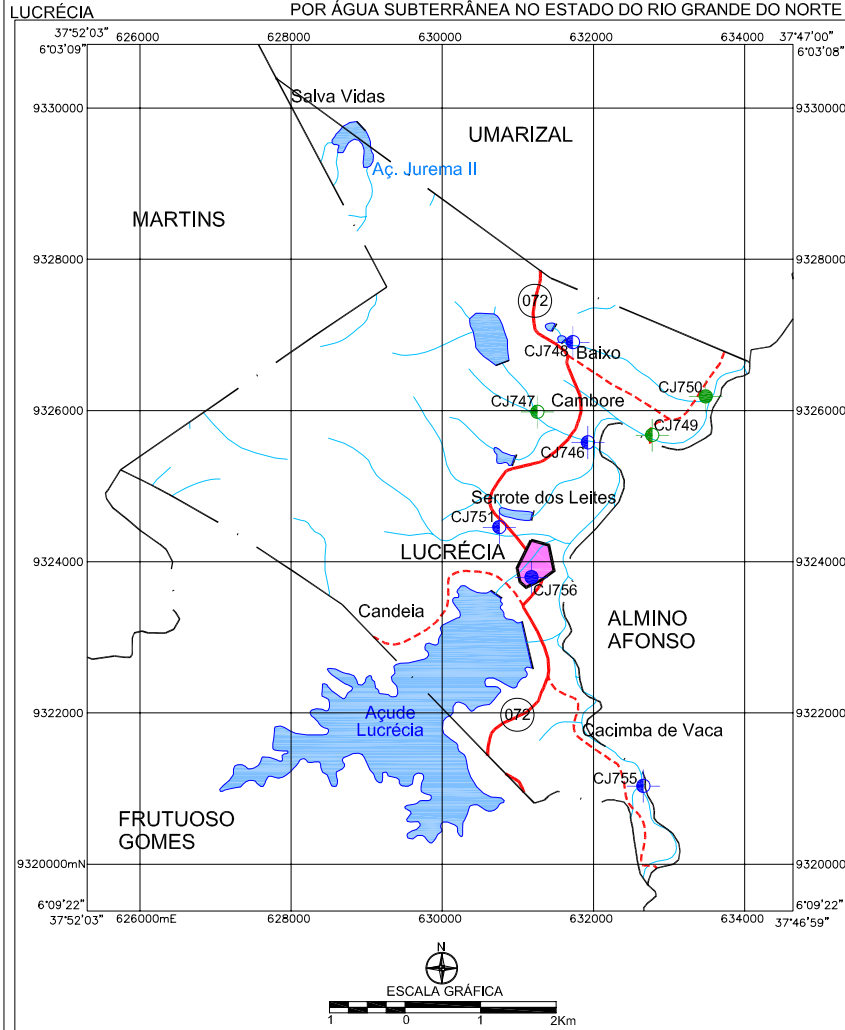 LUCRÉCIA
POR ÁGUA SUBTERRÂNEA NO ESTADO DO RIO GRANDE DO NORTE
37°52'03"
626000
628000
630000
632000
634000
37°47'00"
6°03'09"
6°03'08"
Salva Vidas
9330000
9330000
UMARIZAL
Aç. Jurema II
MARTINS
9328000
9328000
072
CJ748
Baixo
CJ750
CJ747
Cambore
9326000
9326000
CJ749
CJ746
Serrote dos Leites
CJ751
LUCRÉCIA
9324000
9324000
CJ756
Candeia
ALMINO
AFONSO
Açude
Lucrécia
9322000
072
9322000
Cacimba de Vaca
CJ755
FRUTUOSO
GOMES
9320000mN
9320000
6°09'22"
6°09'22"
37°52'03"
626000mE
628000
630000
632000
634000
37°46'59"
N
ESCALA GRÁFICA
1
0
1
2Km